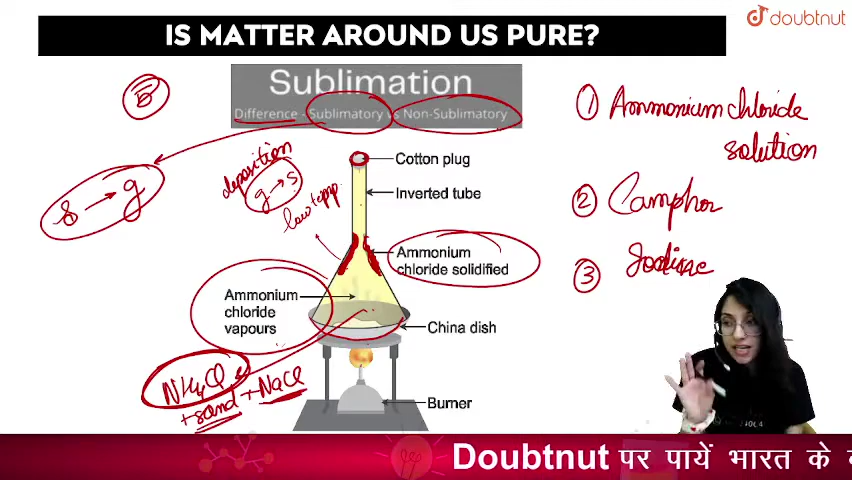 doubtnut
IS MATTER AROUND US PURE?
Sublimation
Difference - Sublimatory vs Non-Sublimatory
5
s → g
deposition
g → s
low temp.
Cotton plug
Inverted tube
Ammonium
chloride solidified
Ammonium
chloride
vapours
China dish
Burner
NH4Cl
+ sand + NaCl
① Ammonium chloride
solution
② Camphor
③ Iodine
Doubtnut पर पायें भारत के